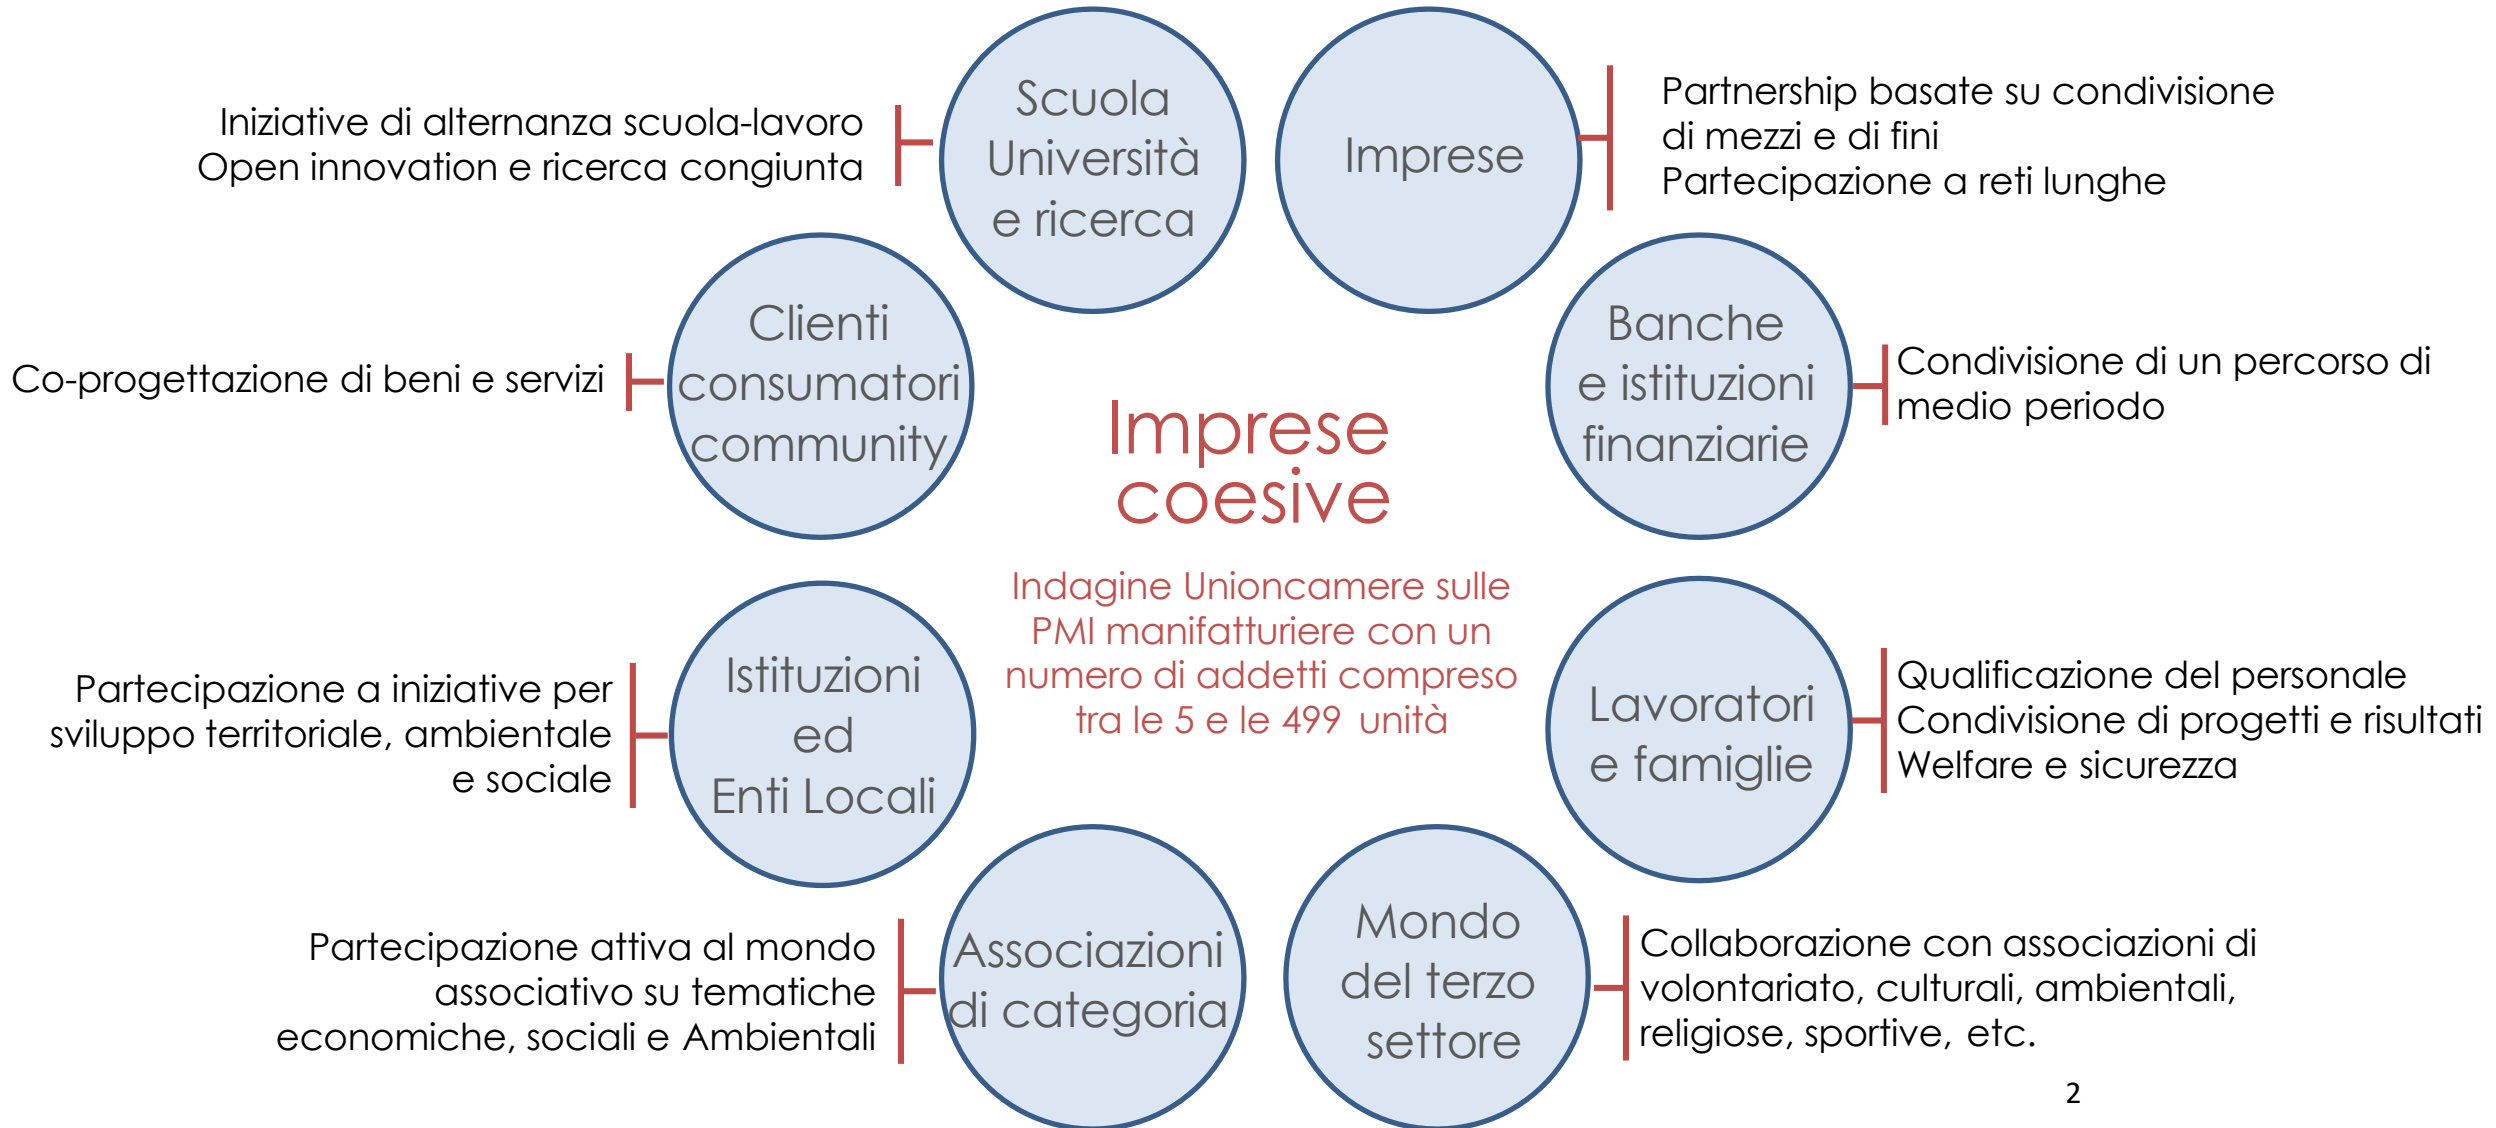 Scuola
Università
e ricerca
Iniziative di alternanza scuola-lavoro
Open innovation e ricerca congiunta
Imprese
Partnership basate su condivisione
di mezzi e di fini
Partecipazione a reti lunghe
Clienti
consumatori
community
Co-progettazione di beni e servizi
Banche
e istituzioni
finanziarie
Condivisione di un percorso di
medio periodo
Imprese
coesive
Indagine Unioncamere sulle
PMI manifatturiere con un
numero di addetti compreso
tra le 5 e le 499 unità
Istituzioni
ed
Enti Locali
Partecipazione a iniziative per
sviluppo territoriale, ambientale
e sociale
Lavoratori
e famiglie
Qualificazione del personale
Condivisione di progetti e risultati
Welfare e sicurezza
Associazioni
di categoria
Partecipazione attiva al mondo
associativo su tematiche
economiche, sociali e Ambientali
Mondo
del terzo
settore
Collaborazione con associazioni di
volontariato, culturali, ambientali,
religiose, sportive, etc.
2